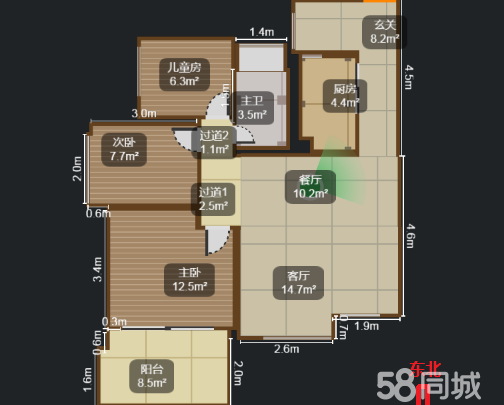 玄关
8.2m²
1.4m
儿童房
6.3m²
4.5m
厨房
4.4m²
主卫
3.5m²
3.0m
过道2
1.1m²
次卧
7.7m²
2.0m
餐厅
10.2m²
过道1
2.5m²
0.6m
4.6m
3.4m
主卧
12.5m²
客厅
14.7m²
0.3m
0.7m
1.9m
0.6m
2.6m
阳台
8.5m²
1.6m
2.0m
东北
58同城